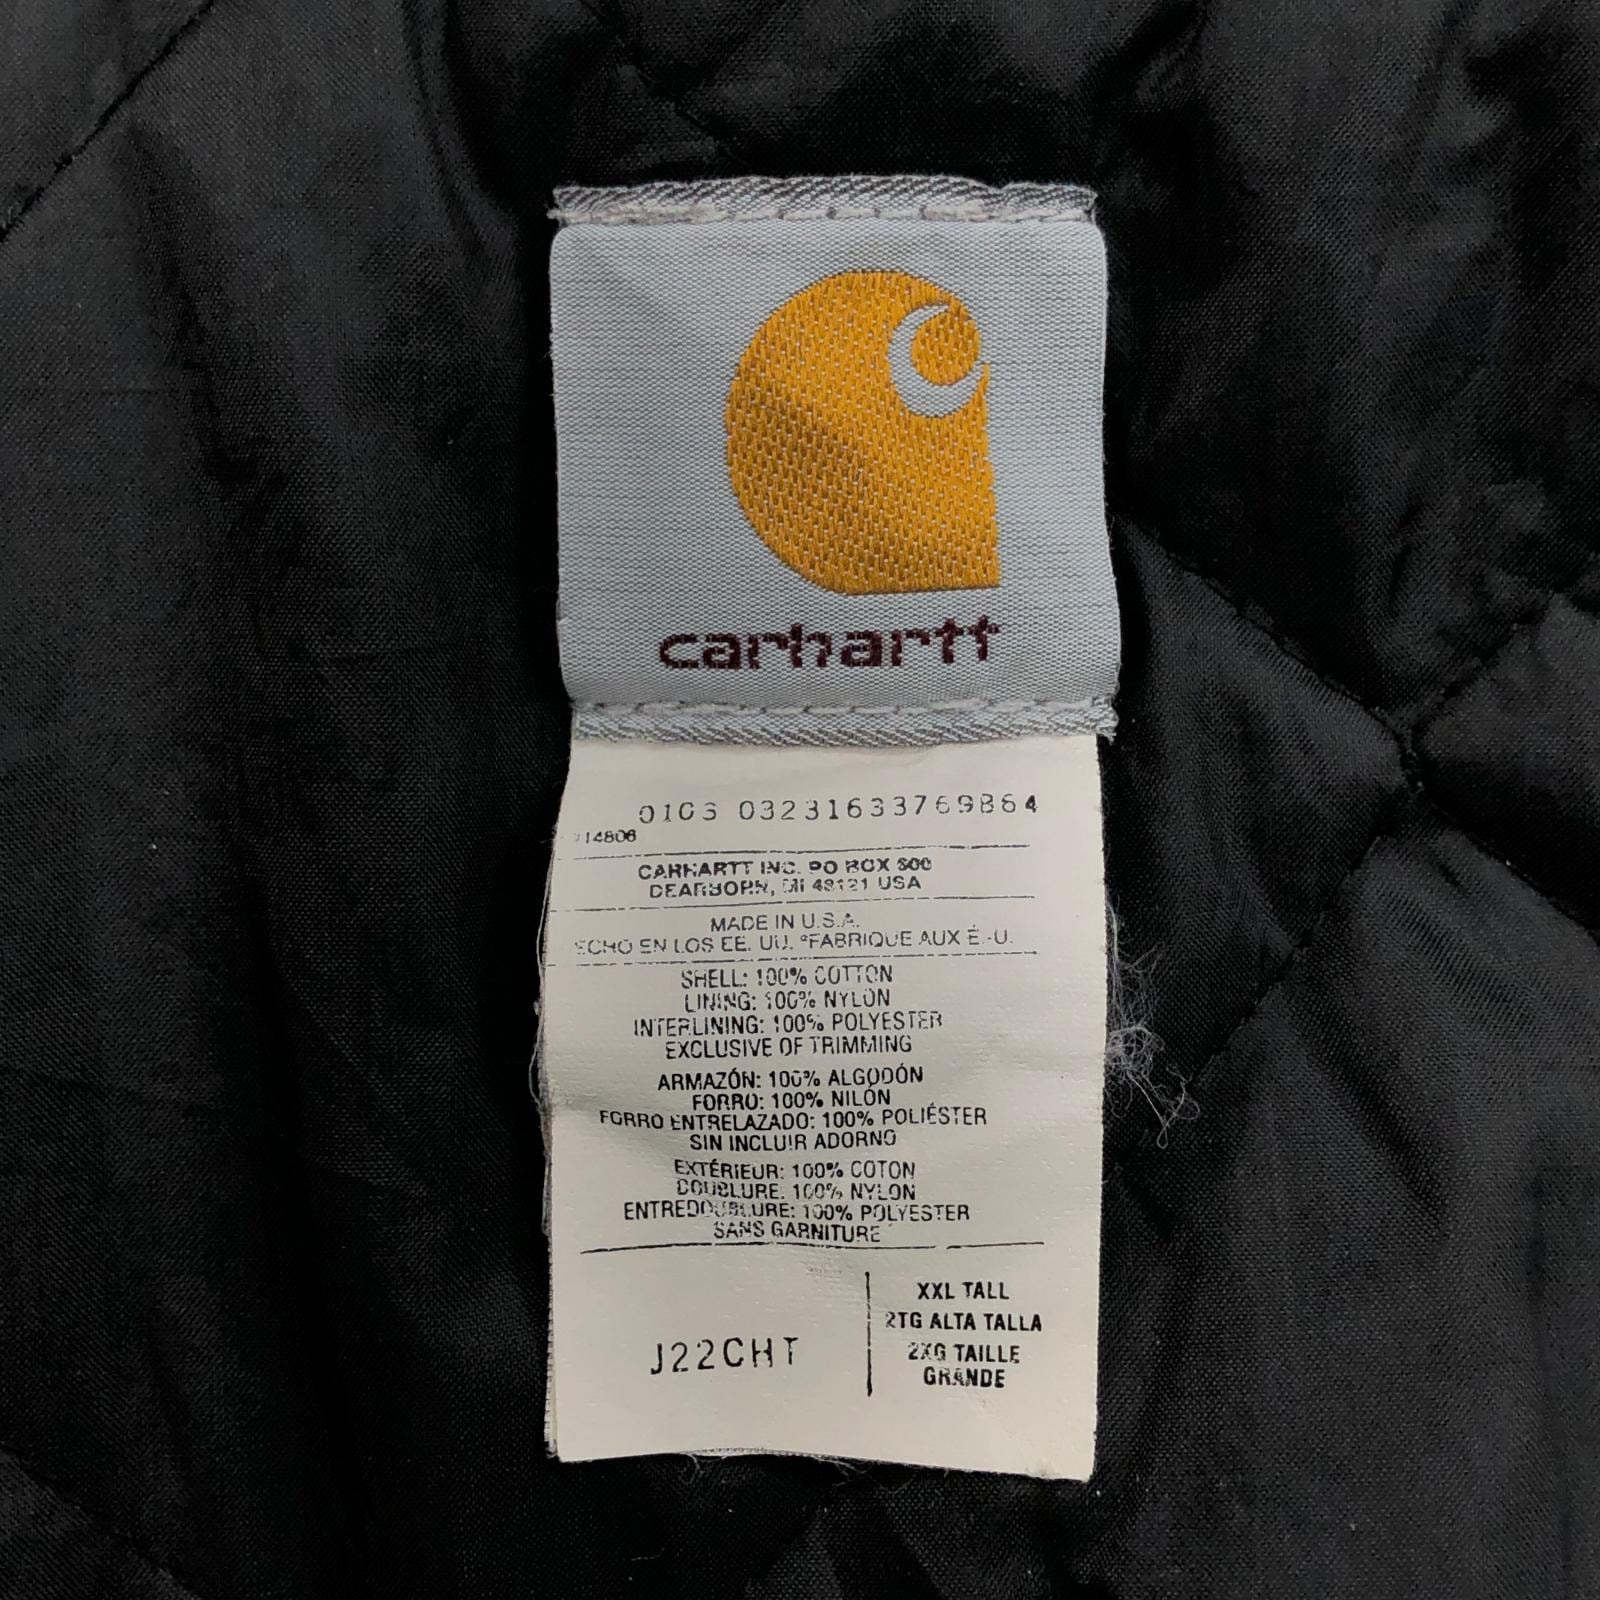 carhartt
0103 03231633769864
14806
CARHARTT INC. PO BOX 600
DEARBORN, MI 48121 USA
MADE IN U.S.A.
ECHO EN LOS EE. UU. FABRIQUE AUX É.-U.
SHELL: 100% COTTON
LINING: 100% NYLON
INTERLINING: 100% POLYESTER
EXCLUSIVE OF TRIMMING
ARMAZÓN: 100% ALGODÓN
FORRO: 100% NILÓN
FORRO ENTRELAZADO: 100% POLIÉSTER
SIN INCLUIR ADORNO
EXTÉRIEUR: 100% COTON
DOUBLURE: 100% NYLON
ENTREDOUBLURE: 100% POLYESTER
SANS GARNITURE
J22CHT
XXL TALL
2TG ALTA TALLA
2XG TAILLE
GRANDE